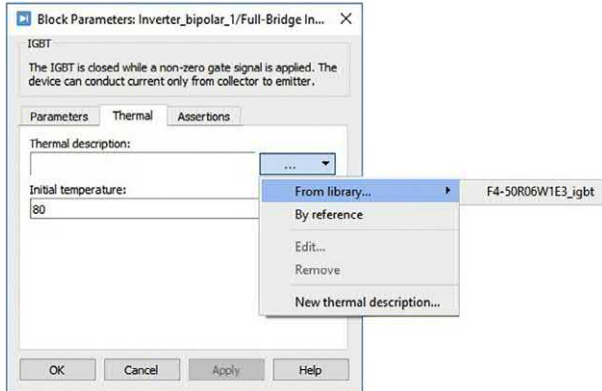 Block Parameters: Inverter_bipolar_1/Full-Bridge In...
IGBT
The IGBT is closed while a non-zero gate signal is applied. The
device can conduct current only from collector to emitter.
Parameters Thermal Assertions
Thermal description:
...
Initial temperature:
80
From library... F4-50R06W1E3_igbt
By reference
Edit...
Remove
New thermal description...
OK Cancel Apply Help